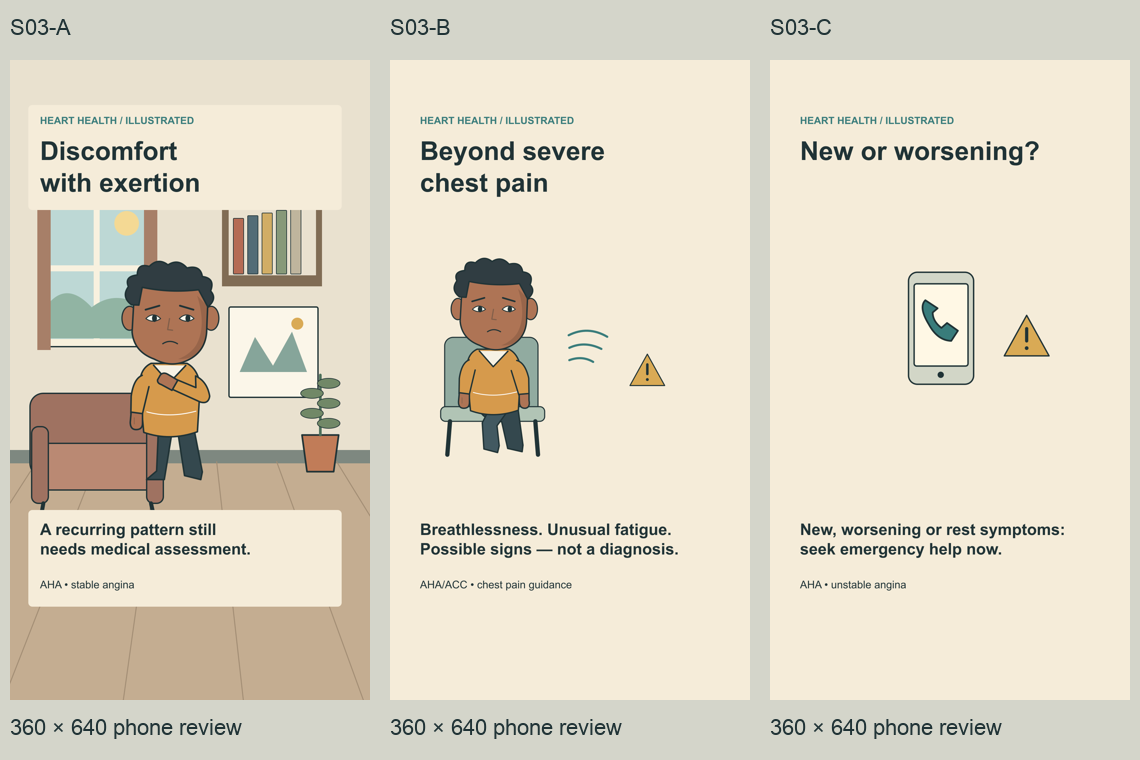 S03-A
HEART HEALTH / ILLUSTRATED
Discomfort
with exertion
A recurring pattern still
needs medical assessment.
AHA • stable angina
360 × 640 phone review
S03-B
HEART HEALTH / ILLUSTRATED
Beyond severe
chest pain
Breathlessness. Unusual fatigue.
Possible signs — not a diagnosis.
AHA/ACC • chest pain guidance
360 × 640 phone review
S03-C
HEART HEALTH / ILLUSTRATED
New or worsening?
New, worsening or rest symptoms:
seek emergency help now.
AHA • unstable angina
360 × 640 phone review